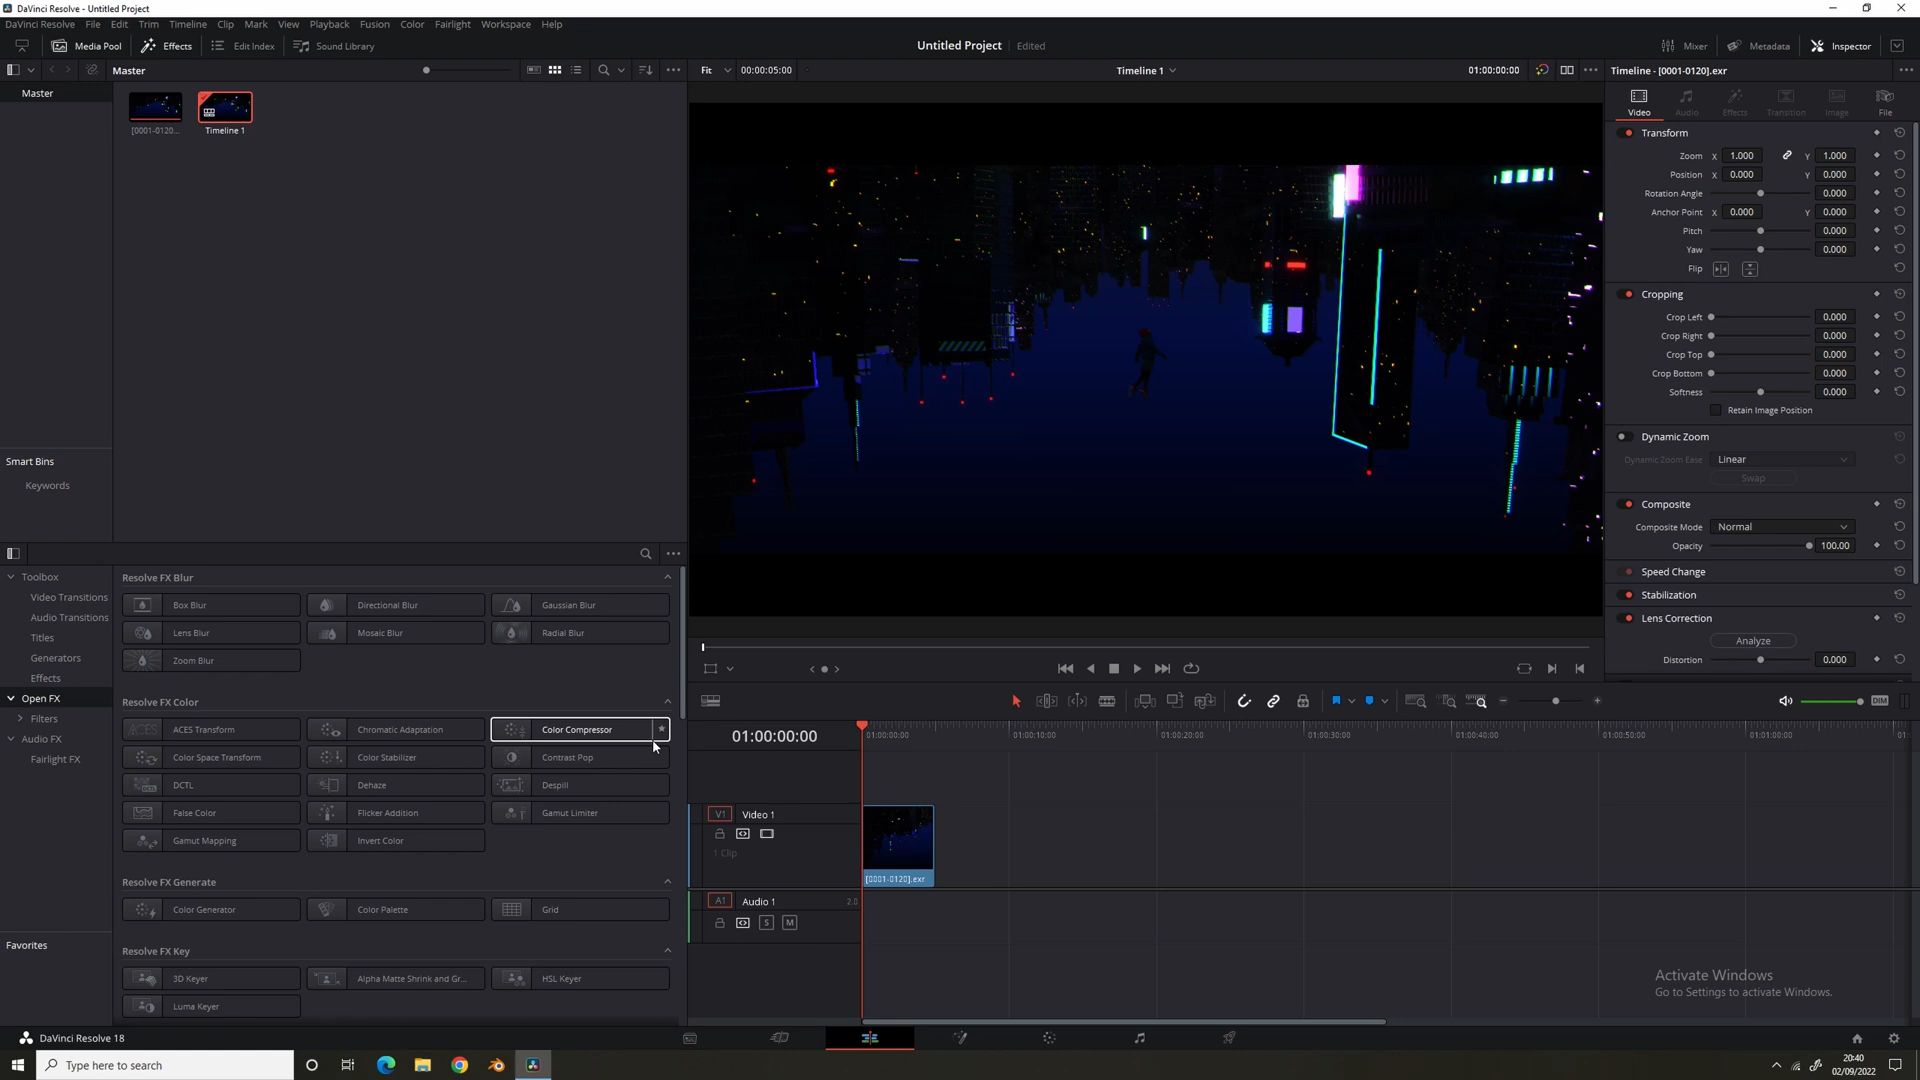 DaVinci Resolve - Untitled Project
DaVinci Resolve File Edit Trim Timeline Clip Mark View Playback Fusion Color Fairlight Workspace Help
Media Pool Effects Edit Index Sound Library Untitled Project Edited Mixer Metadata Inspector
Master Fit 00:00:05:00 Timeline 1 01:00:00:00 Timeline - [0001-0120].exr
Master
[0001-0120... Timeline 1
Video Audio Effects Transition Image File
Transform
Zoom X 1.000 Y 1.000
Position X 0.000 Y 0.000
Rotation Angle 0.000
Anchor Point X 0.000 Y 0.000
Pitch 0.000
Yaw 0.000
Flip
Cropping
Crop Left 0.000
Crop Right 0.000
Crop Top 0.000
Crop Bottom 0.000
Softness 0.000
Retain Image Position
Dynamic Zoom
Dynamic Zoom Ease Linear
Swap
Composite
Composite Mode Normal
Opacity 100.00
Speed Change
Stabilization
Lens Correction
Analyze
Distortion 0.000
Smart Bins
Keywords
Toolbox
Video Transitions
Audio Transitions
Titles
Generators
Effects
Open FX
Filters
Audio FX
Fairlight FX
Favorites
Resolve FX Blur
Box Blur Directional Blur Gaussian Blur
Lens Blur Mosaic Blur Radial Blur
Zoom Blur
Resolve FX Color
ACES ACES Transform Chromatic Adaptation Color Compressor
Color Space Transform Color Stabilizer Contrast Pop
DCTL Dehaze Despill
False Color Flicker Addition Gamut Limiter
Gamut Mapping Invert Color
Resolve FX Generate
Color Generator Color Palette Grid
Resolve FX Key
3D Keyer Alpha Matte Shrink and Gr... HSL Keyer
Luma Keyer
DIM
01:00:00:00 01:00:00:00 01:00:10:00 01:00:20:00 01:00:30:00 01:00:40:00 01:00:50:00 01:01:00:00 01:
V1 Video 1
1 Clip
[0001-0120].exr
A1 Audio 1 2.0
S M
Activate Windows
Go to Settings to activate Windows.
DaVinci Resolve 18
Type here to search
20:40
02/09/2022